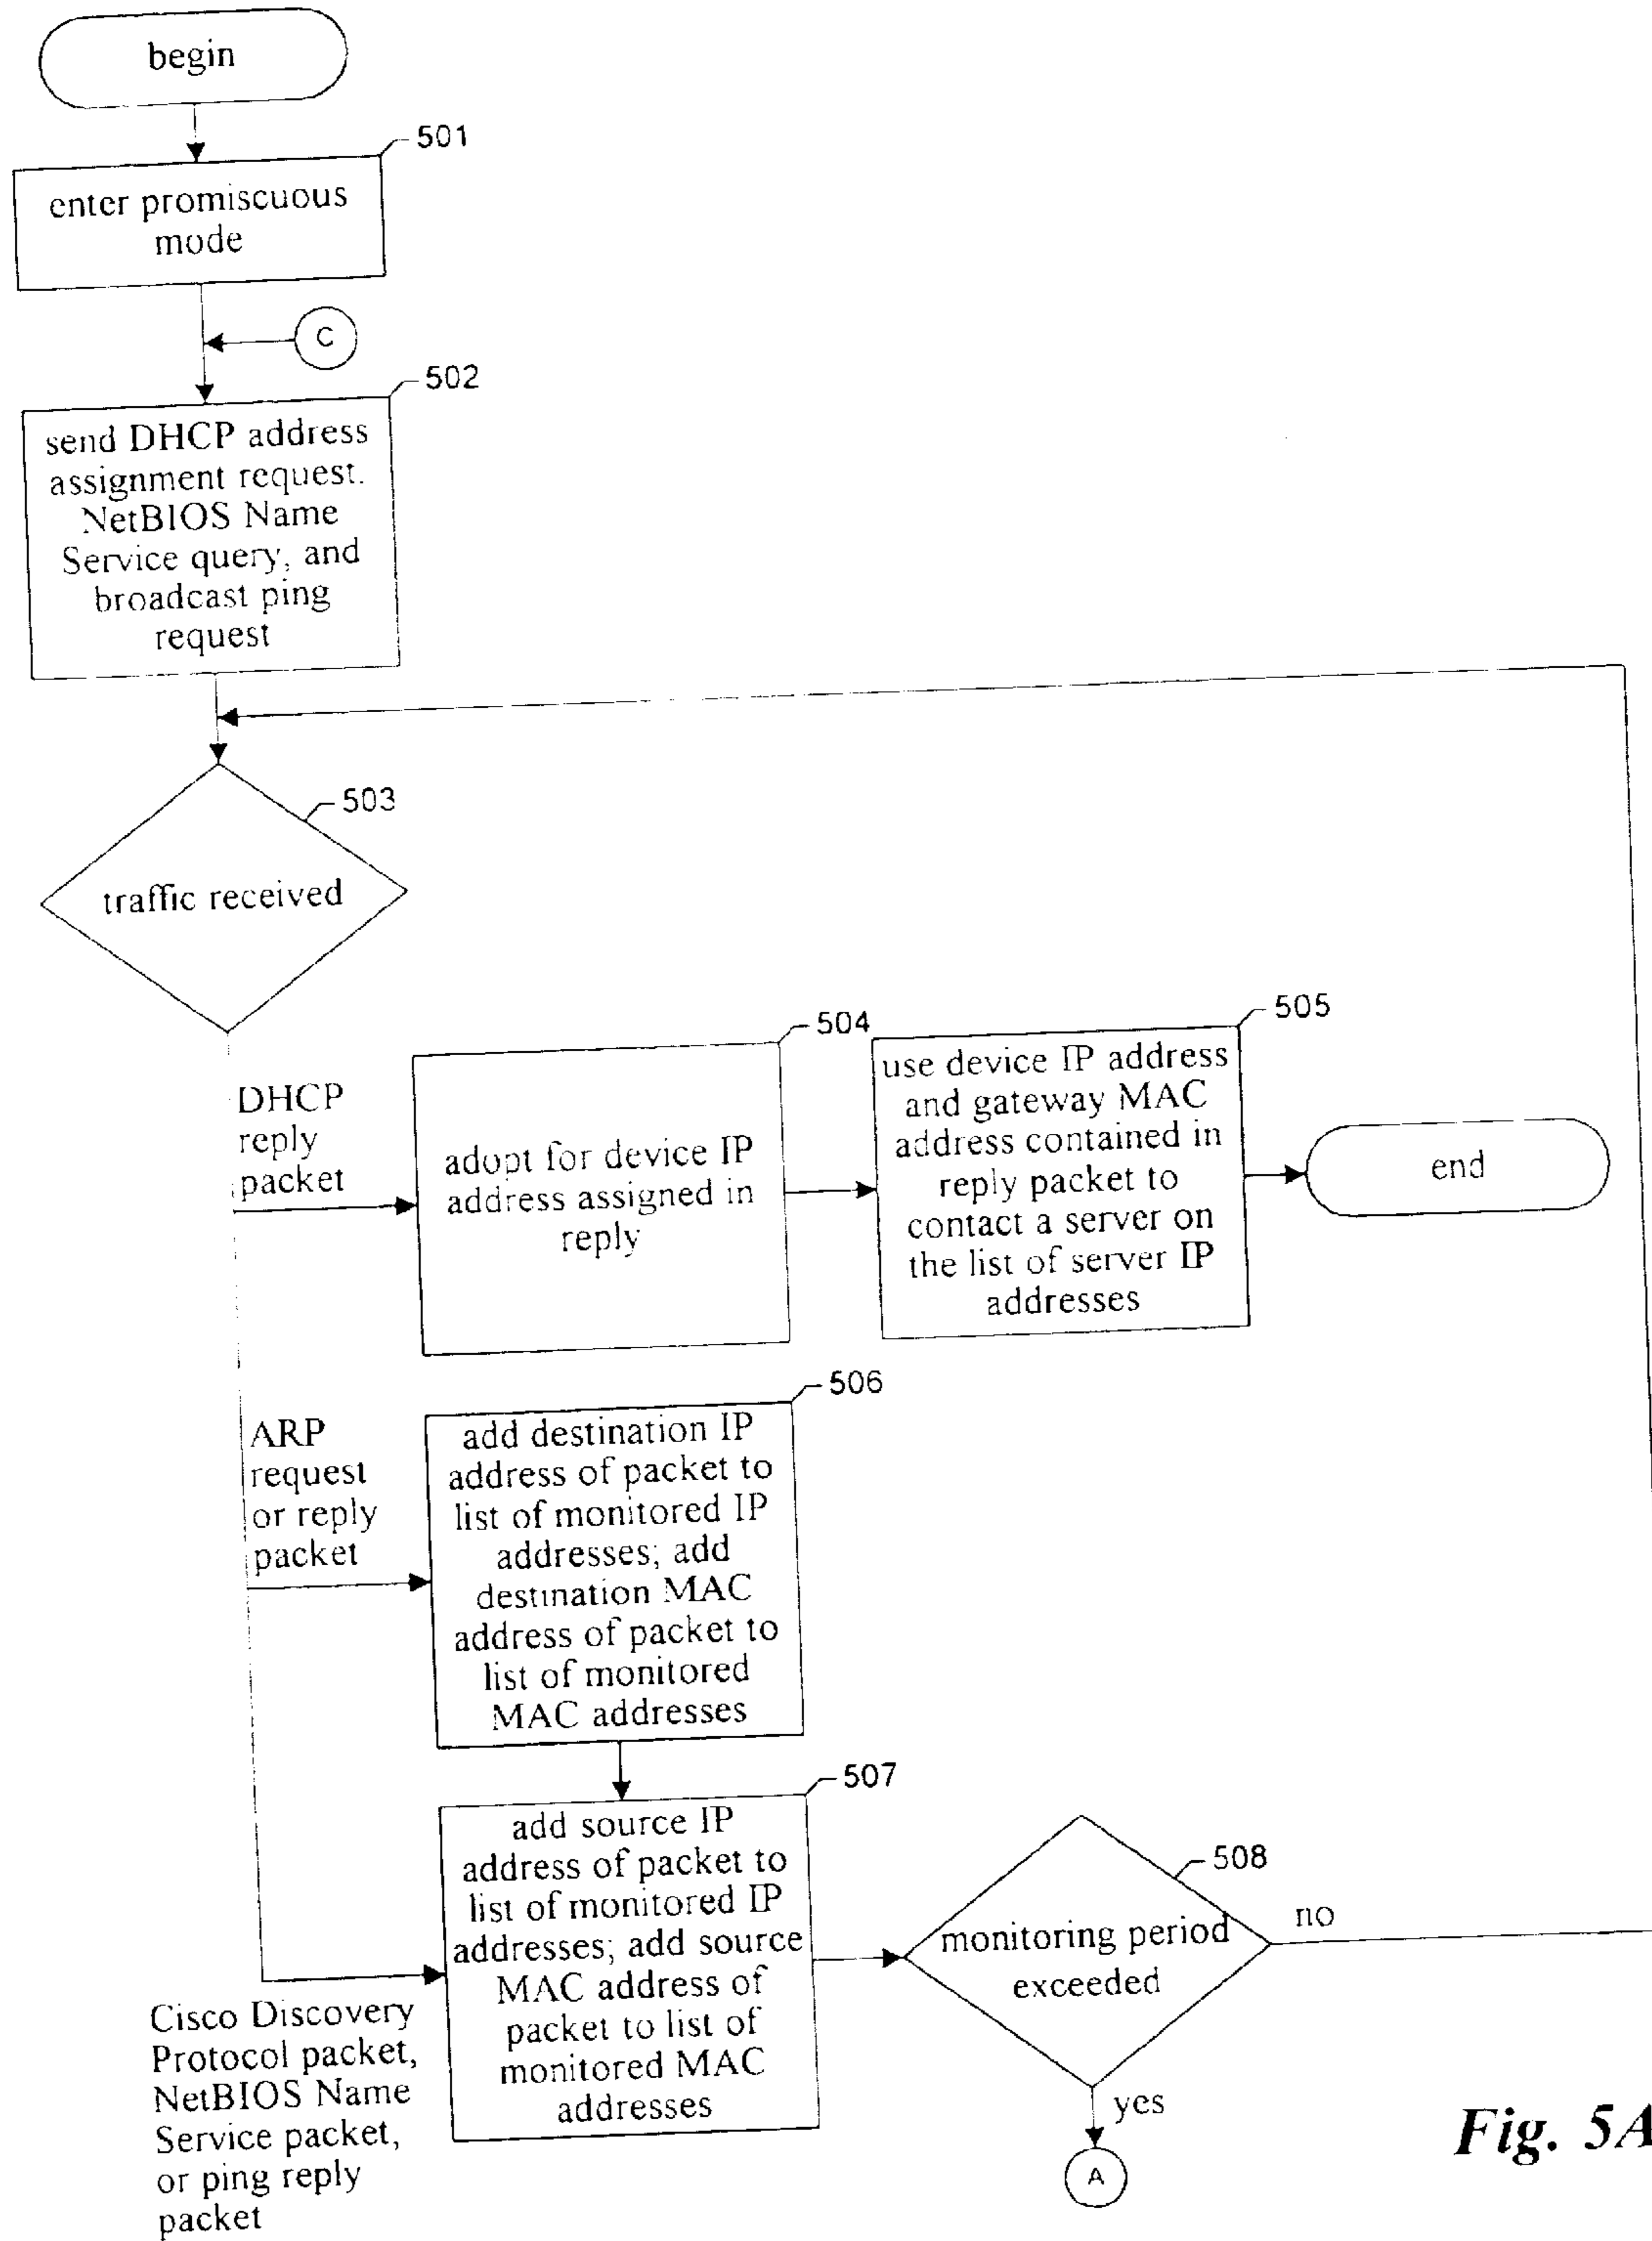 begin
501
enter promiscuous
mode
C
502
send DHCP address
assignment request.
NetBIOS Name
Service query, and
broadcast ping
request
503
traffic received
DHCP
reply
packet
504
adopt for device IP
address assigned in
reply
505
use device IP address
and gateway MAC
address contained in
reply packet to
contact a server on
the list of server IP
addresses
end
ARP
request
or reply
packet
506
add destination IP
address of packet to
list of monitored IP
addresses; add
destination MAC
address of packet to
list of monitored
MAC addresses
507
add source IP
address of packet to
list of monitored IP
addresses; add source
MAC address of
packet to list of
monitored MAC
addresses
508
monitoring period
exceeded
no
yes
A
Cisco Discovery
Protocol packet,
NetBIOS Name
Service packet,
or ping reply
packet
Fig. 5A